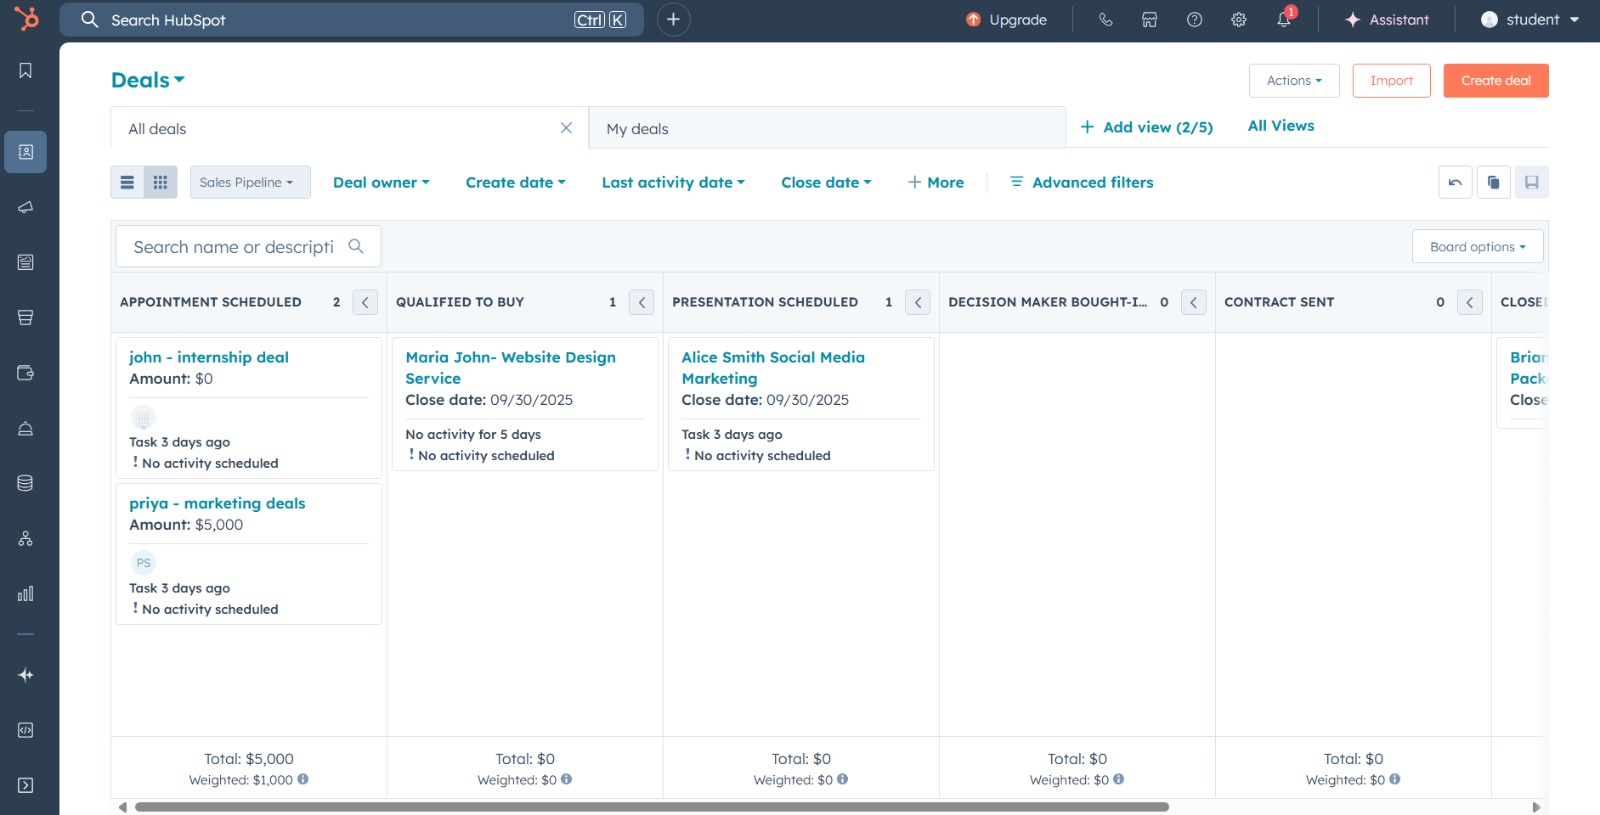 Search HubSpot
Ctrl K
Upgrade
1
Assistant
student
Deals
Actions
Import
Create deal
All deals
My deals
Add view (2/5)
All Views
Sales Pipeline
Deal owner
Create date
Last activity date
Close date
More
Advanced filters
Search name or descripti
Board options
APPOINTMENT SCHEDULED 2
QUALIFIED TO BUY 1
PRESENTATION SCHEDULED 1
DECISION MAKER BOUGHT-I... 0
CONTRACT SENT 0
CLOSE
john - internship deal
Amount: $0
Task 3 days ago
! No activity scheduled
priya - marketing deals
Amount: $5,000
PS
Task 3 days ago
! No activity scheduled
Maria John- Website Design
Service
Close date: 09/30/2025
No activity for 5 days
! No activity scheduled
Alice Smith Social Media
Marketing
Close date: 09/30/2025
Task 3 days ago
! No activity scheduled
Brian
Pack
Close
Total: $5,000
Weighted: $1,000
Total: $0
Weighted: $0
Total: $0
Weighted: $0
Total: $0
Weighted: $0
Total: $0
Weighted: $0